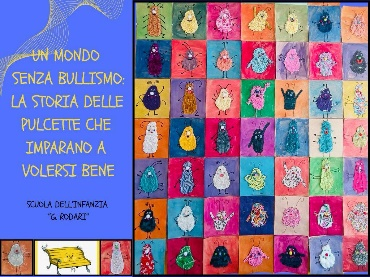 UN MONDO
SENZA BULLISMO:
LA STORIA DELLE
PULCETTE CHE
IMPARANO A
VOLERSI BENE
SCUOLA DELL'INFANZIA
"G. RODARI"